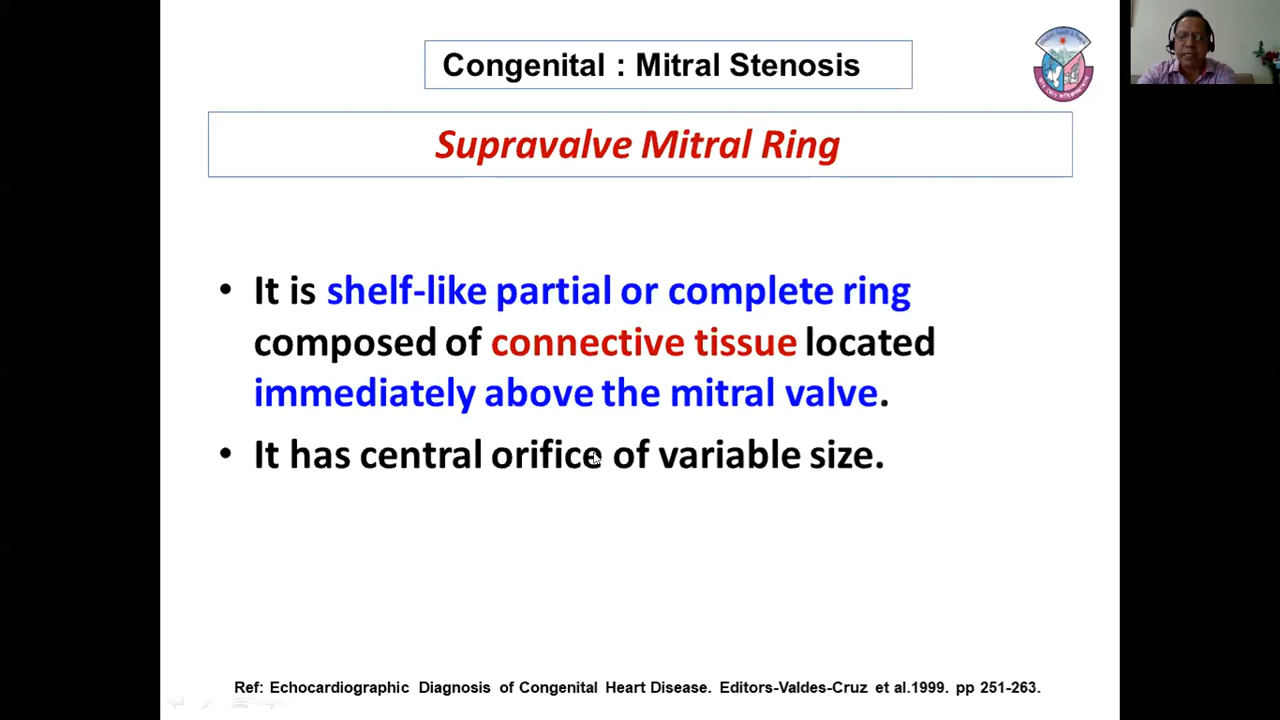 Congenital : Mitral Stenosis
Supravalve Mitral Ring
• It is shelf-like partial or complete ring
composed of connective tissue located
immediately above the mitral valve.
• It has central orifice of variable size.
Ref: Echocardiographic Diagnosis of Congenital Heart Disease. Editors-Valdes-Cruz et al.1999. pp 251-263.